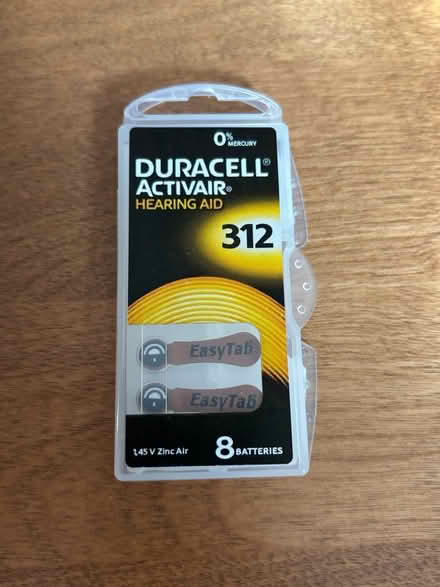 0% MERCURY
DURACELL®
ACTIVAIR®
HEARING AID
312
EasyTab
EasyTab
1,45 V Zinc Air
8 BATTERIES